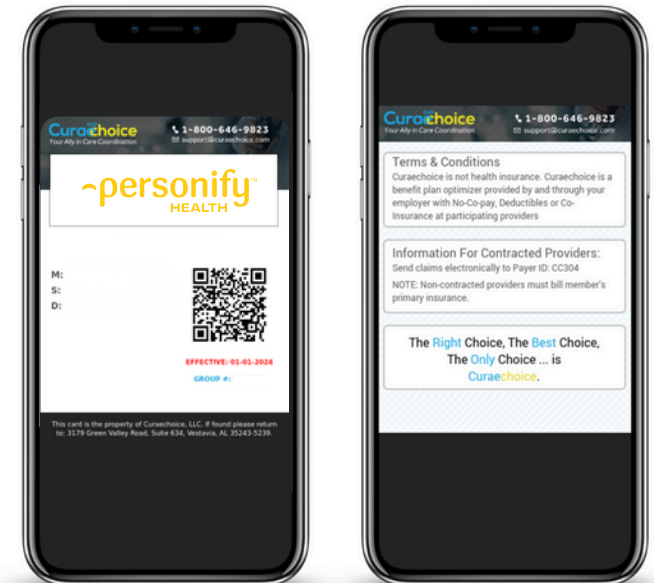 Curaechoice
Your Ally in Care Coordination
1-800-646-9823
support@curaechoice.com
personify™
HEALTH
M:
S:
D:
EFFECTIVE: 01-01-2024
GROUP #:
This card is the property of Curaechoice, LLC. If found please return
to: 3179 Green Valley Road, Suite 634, Vestavia, AL 35243-5239.
Curaechoice
Your Ally in Care Coordination
1-800-646-9823
support@curaechoice.com
Terms & Conditions
Curaechoice is not health insurance. Curaechoice is a
benefit plan optimizer provided by and through your
employer with No-Co-pay, Deductibles or Co-
Insurance at participating providers
Information For Contracted Providers:
Send claims electronically to Payer ID: CC304
NOTE: Non-contracted providers must bill member's
primary insurance.
The Right Choice, The Best Choice,
The Only Choice ... is
Curaechoice.